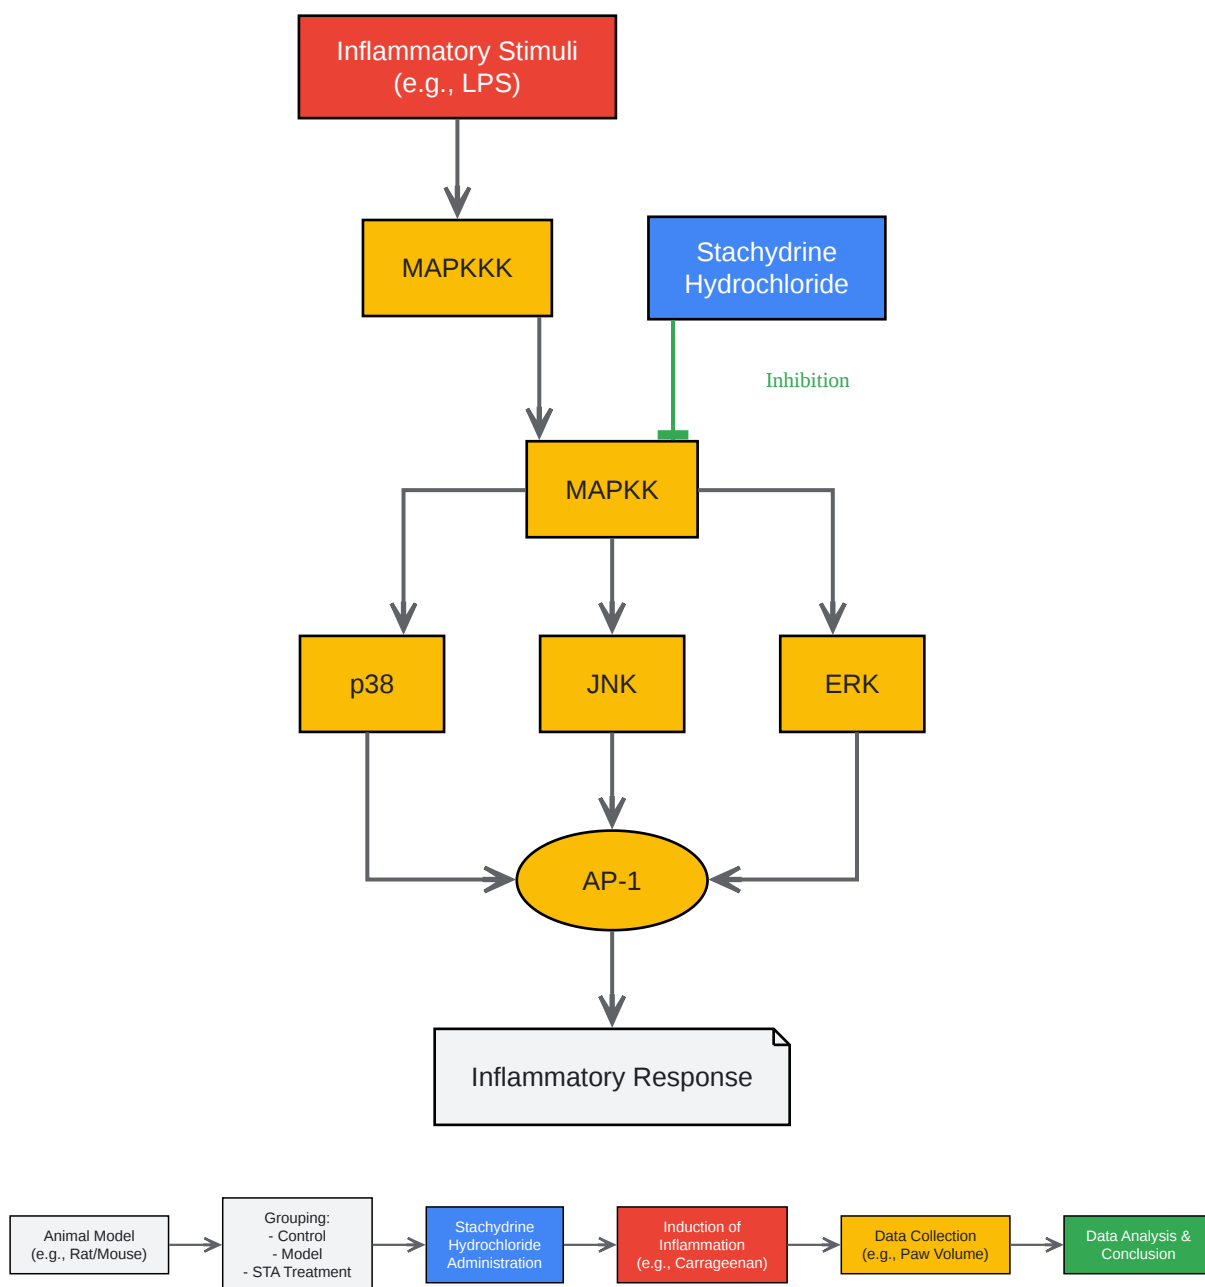 Inflammatory Stimuli
(e.g., LPS)
MAPKKK
Stachydrine
Hydrochloride
Inhibition
MAPKK
p38
JNK
ERK
AP-1
Inflammatory Response
Animal Model
(e.g., Rat/Mouse)
Grouping:
- Control
- Model
- STA Treatment
Stachydrine
Hydrochloride
Administration
Induction of
Inflammation
(e.g., Carrageenan)
Data Collection
(e.g., Paw Volume)
Data Analysis &
Conclusion